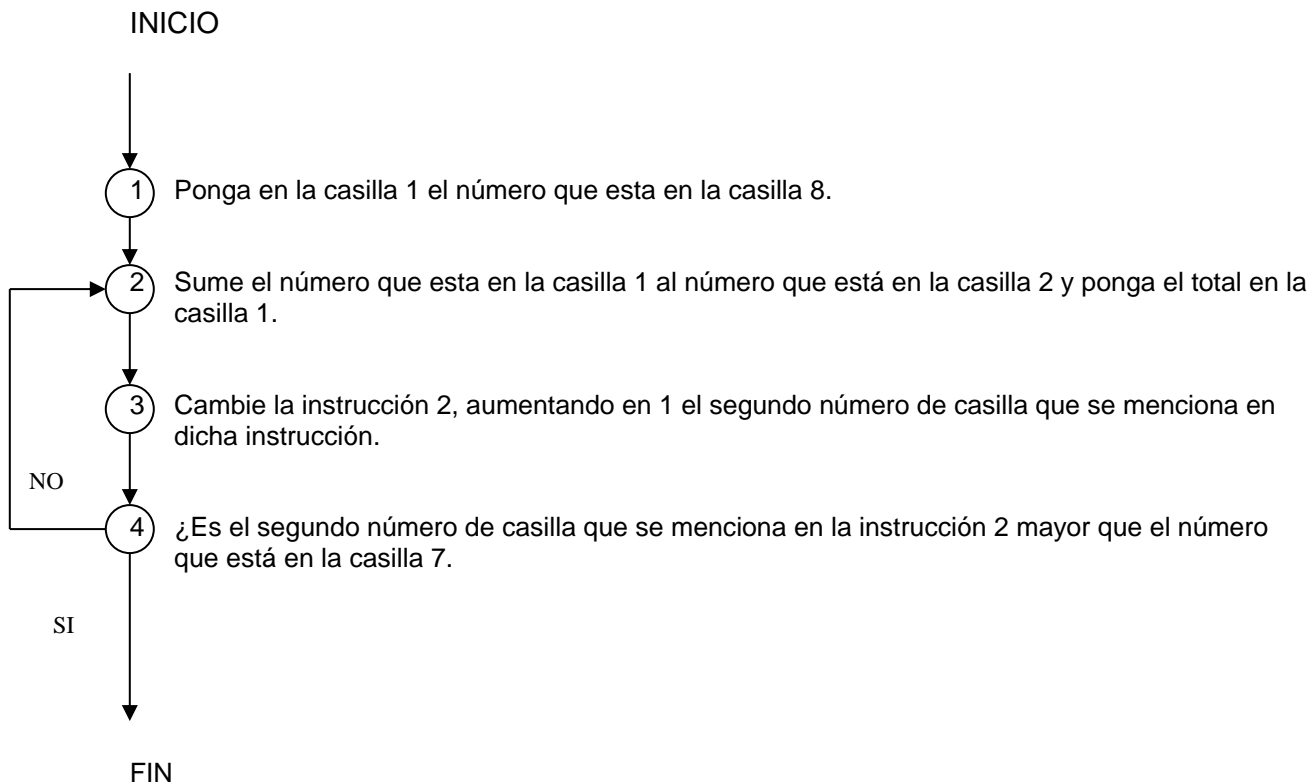 INICIO
1 Ponga en la casilla 1 el número que esta en la casilla 8.
2 Sume el número que esta en la casilla 1 al número que está en la casilla 2 y ponga el total en la
casilla 1.
3 Cambie la instrucción 2, aumentando en 1 el segundo número de casilla que se menciona en
dicha instrucción.
NO
4 ¿Es el segundo número de casilla que se menciona en la instrucción 2 mayor que el número
que está en la casilla 7.
SI
FIN